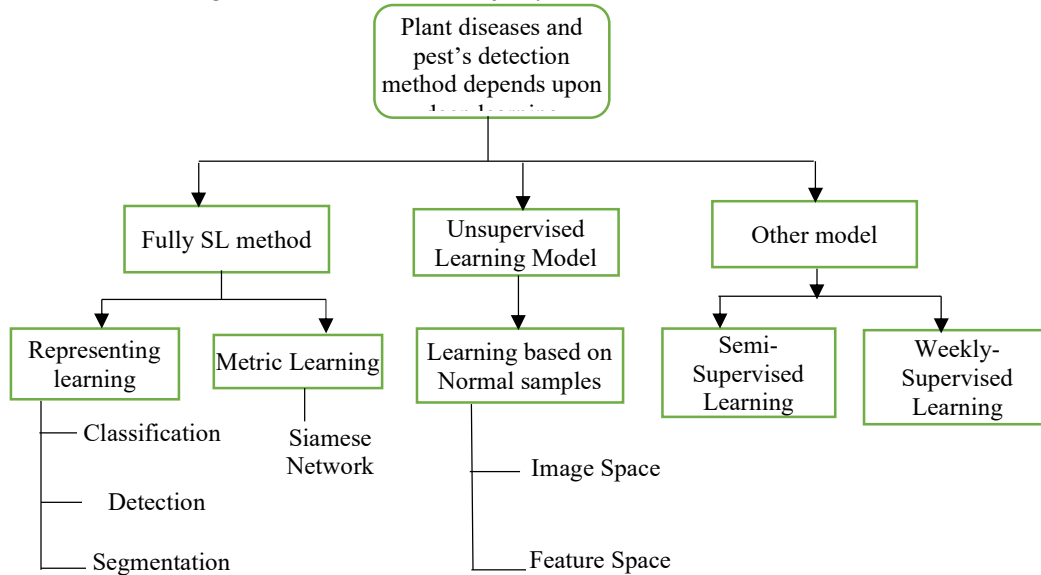 Plant diseases and
pest's detection
method depends upon
deep learning
Fully SL method
Unsupervised
Learning Model
Other model
Representing
learning
Metric Learning
Learning based on
Normal samples
Semi-
Supervised
Learning
Weekly-
Supervised
Learning
Classification
Detection
Segmentation
Siamese
Network
Image Space
Feature Space